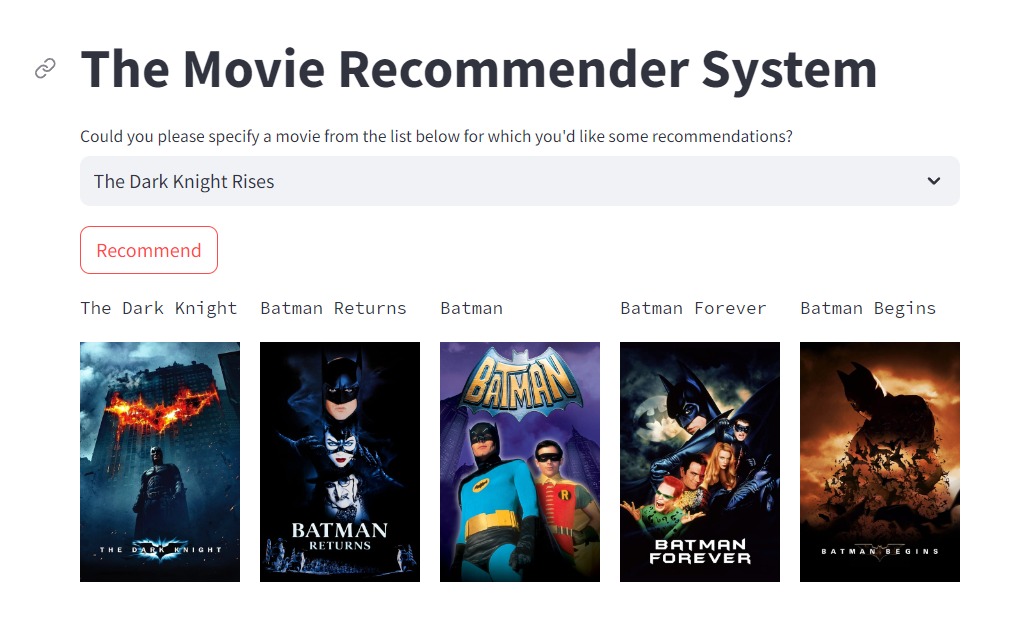 The Movie Recommender System
Could you please specify a movie from the list below for which you'd like some recommendations?
The Dark Knight Rises
Recommend
The Dark Knight
Batman Returns
Batman
Batman Forever
Batman Begins
THE DARK KNIGHT
BATMAN
RETURNS
BATMAN
R
BATMAN
FOREVER
BATMAN BEGINS